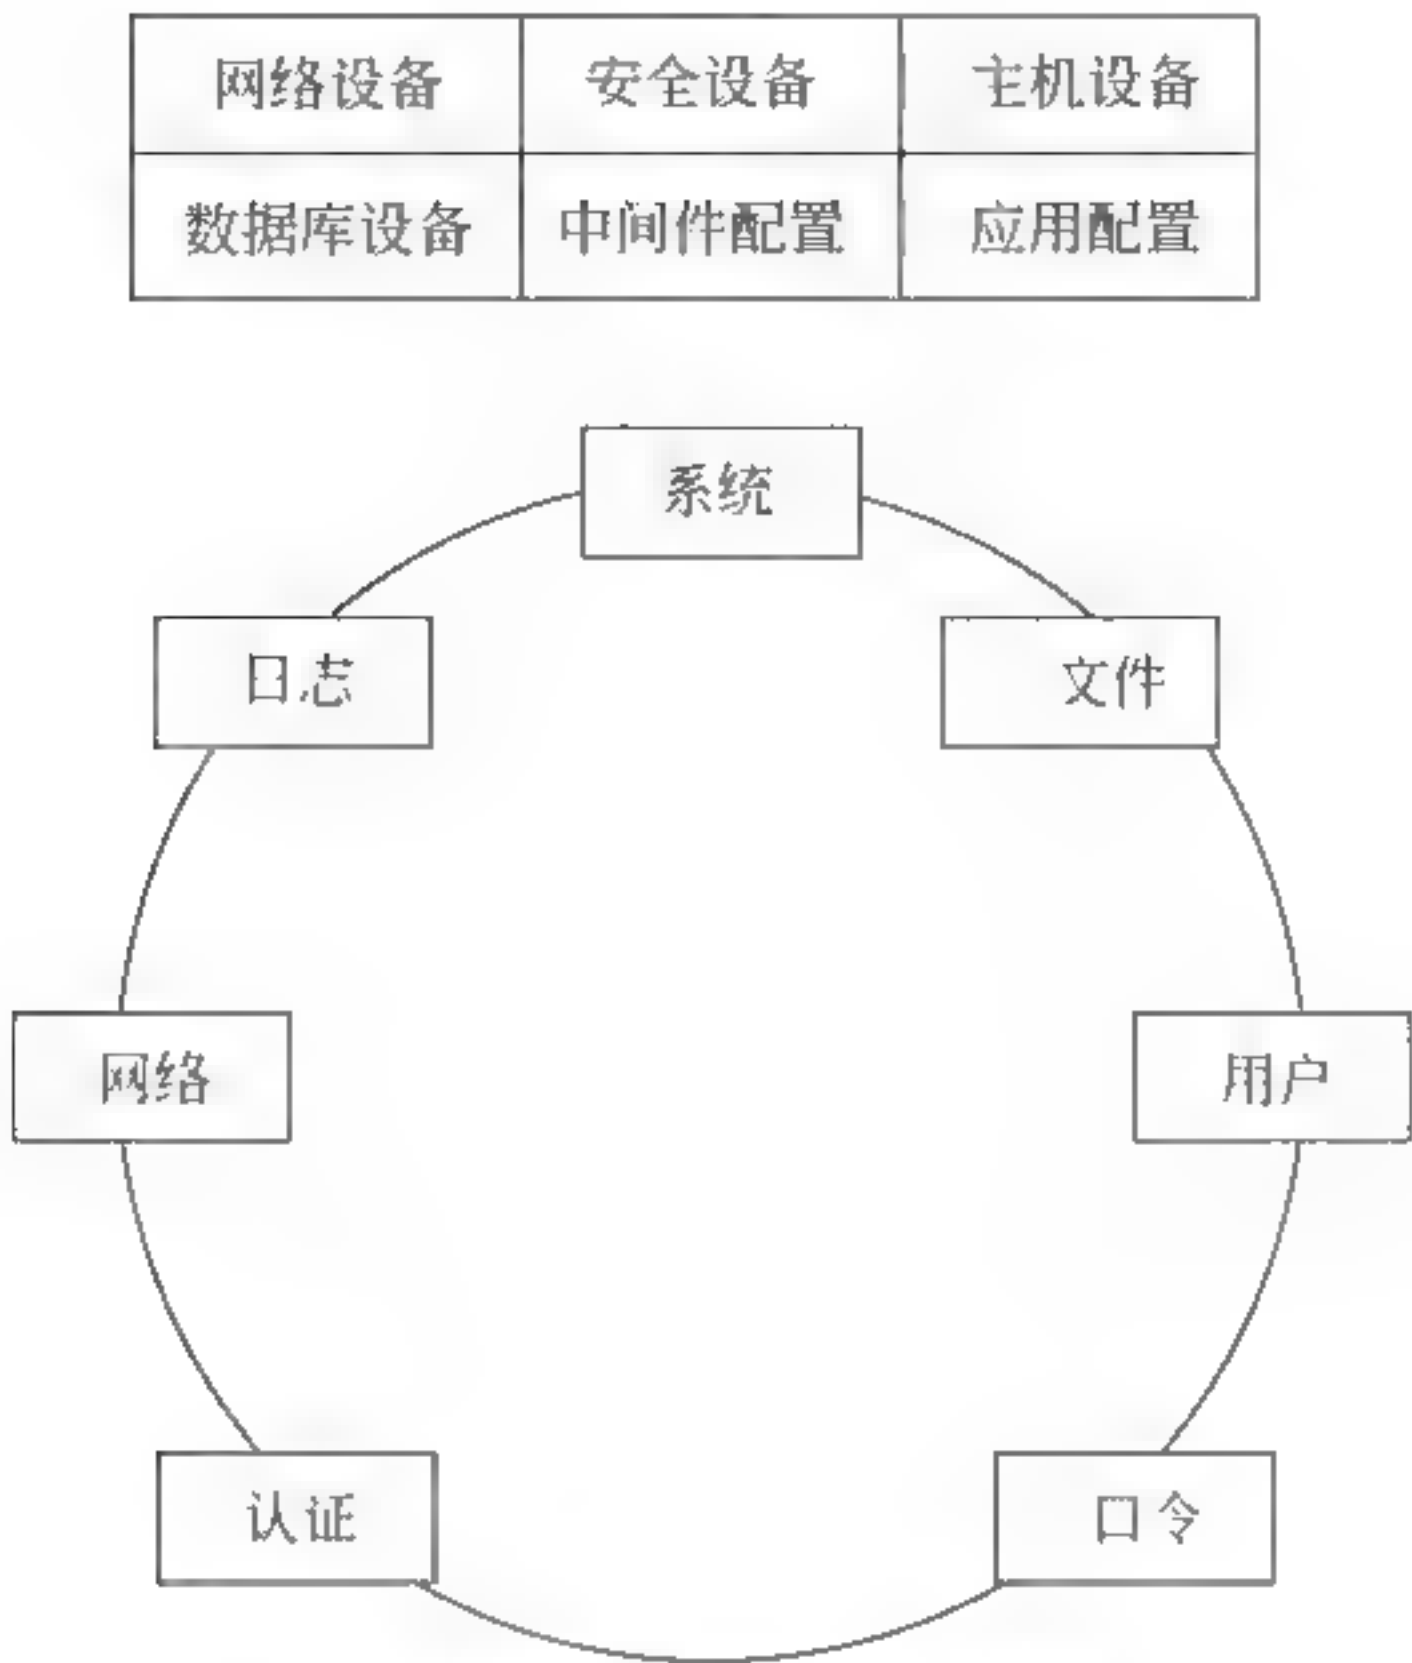 网络设备 安全设备 主机设备
数据库设备 中间件配置 应用配置
系统
日志 文件
网络 用户
认证 口令